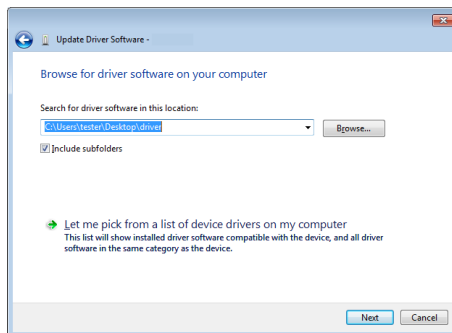 Update Driver Software -
Browse for driver software on your computer
Search for driver software in this location:
C:\Users\tester\Desktop\driver
Browse...
Include subfolders
Let me pick from a list of device drivers on my computer
This list will show installed driver software compatible with the device, and all driver
software in the same category as the device.
Next
Cancel